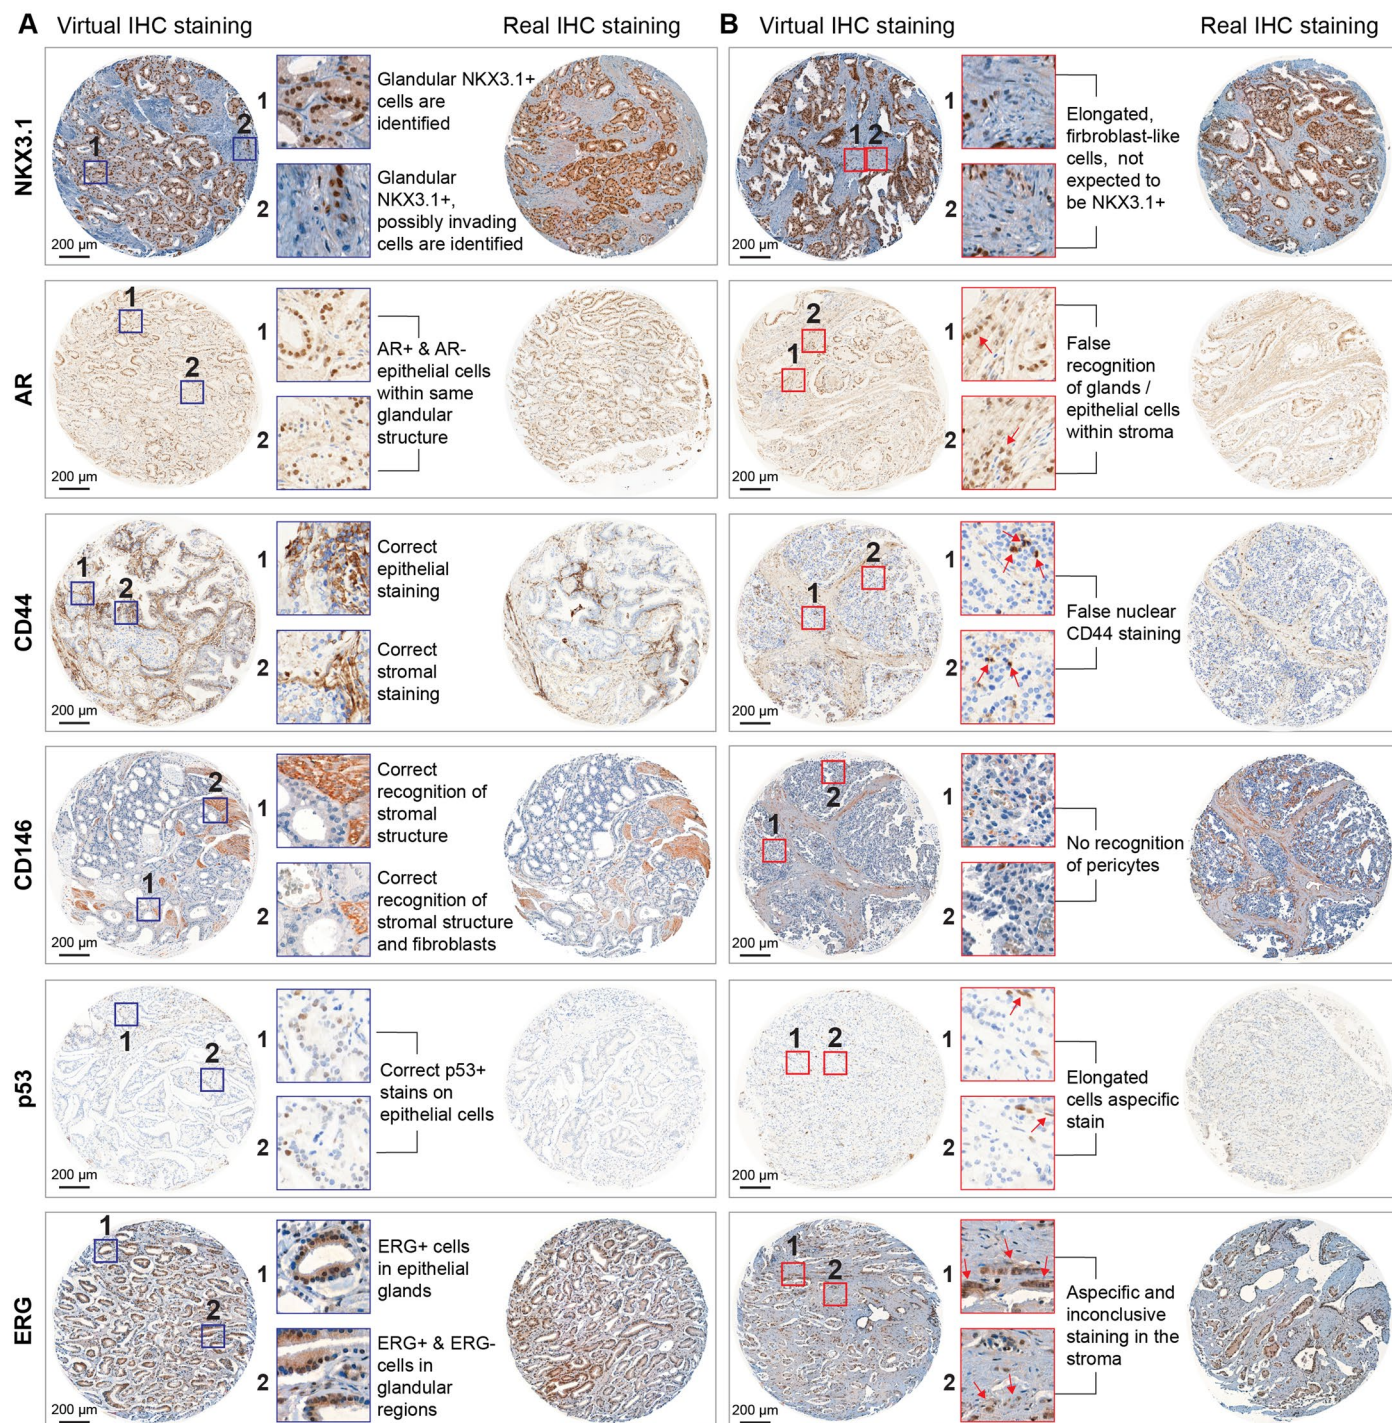 A Virtual IHC staining Real IHC staining B Virtual IHC staining Real IHC staining
NKX3.1
1
2
200 µm
1
2
Glandular NKX3.1+
cells are
identified
Glandular
NKX3.1+,
possibly invading
cells are identified
1 2
200 µm
1
2
Elongated,
firbroblast-like
cells, not
expected to
be NKX3.1+
AR
1
2
200 µm
1
2
AR+ & AR-
epithelial cells
within same
glandular
structure
2
1
200 µm
1
2
False
recognition
of glands /
epithelial cells
within stroma
CD44
1
2
200 µm
1
2
Correct
epithelial
staining
Correct
stromal
staining
2
1
200 µm
1
2
False nuclear
CD44 staining
CD146
2
1
200 µm
1
2
Correct
recognition of
stromal
structure
Correct
recognition of
stromal structure
and fibroblasts
2
1
200 µm
1
2
No recognition
of pericytes
p53
1
2
200 µm
1
2
Correct p53+
stains on
epithelial cells
1 2
200 µm
1
2
Elongated
cells aspecific
stain
ERG
1
2
200 µm
1
2
ERG+ cells
in epithelial
glands
ERG+ & ERG-
cells in
glandular
regions
1
2
200 µm
1
2
Aspecific and
inconclusive
staining in the
stroma